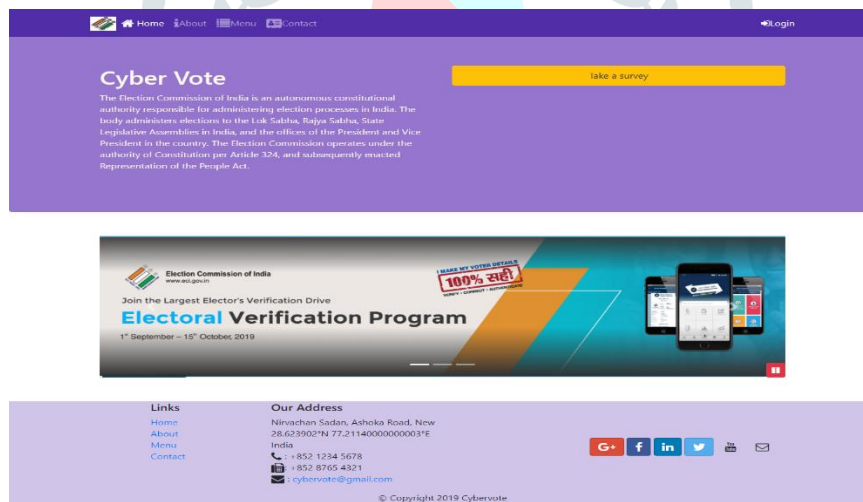 Home About Menu Contact Login
Cyber Vote
Take a survey
The Election Commission of India is an autonomous constitutional
authority responsible for administering election processes in India. The
body administers elections to the Lok Sabha, Rajya Sabha, State
Legislative Assemblies in India, and the offices of the President and Vice
President in the country. The Election Commission operates under the
authority of Constitution per Article 324, and subsequently enacted
Representation of the People Act.
Election Commission of India
www.eci.gov.in
Join the Largest Elector's Verification Drive
Electoral Verification Program
1st September – 15th October, 2019
I MAKE MY VOTER DETAILS
100% सही
VERIFY • CONNECT • AUTHENTICATE
Links
Home
About
Menu
Contact
Our Address
Nirvachan Sadan, Ashoka Road, New
28.623902°N 77.21140000000003°E
India
: +852 1234 5678
: +852 8765 4321
: cybervote@gmail.com
G+ f in
© Copyright 2019 Cybervote